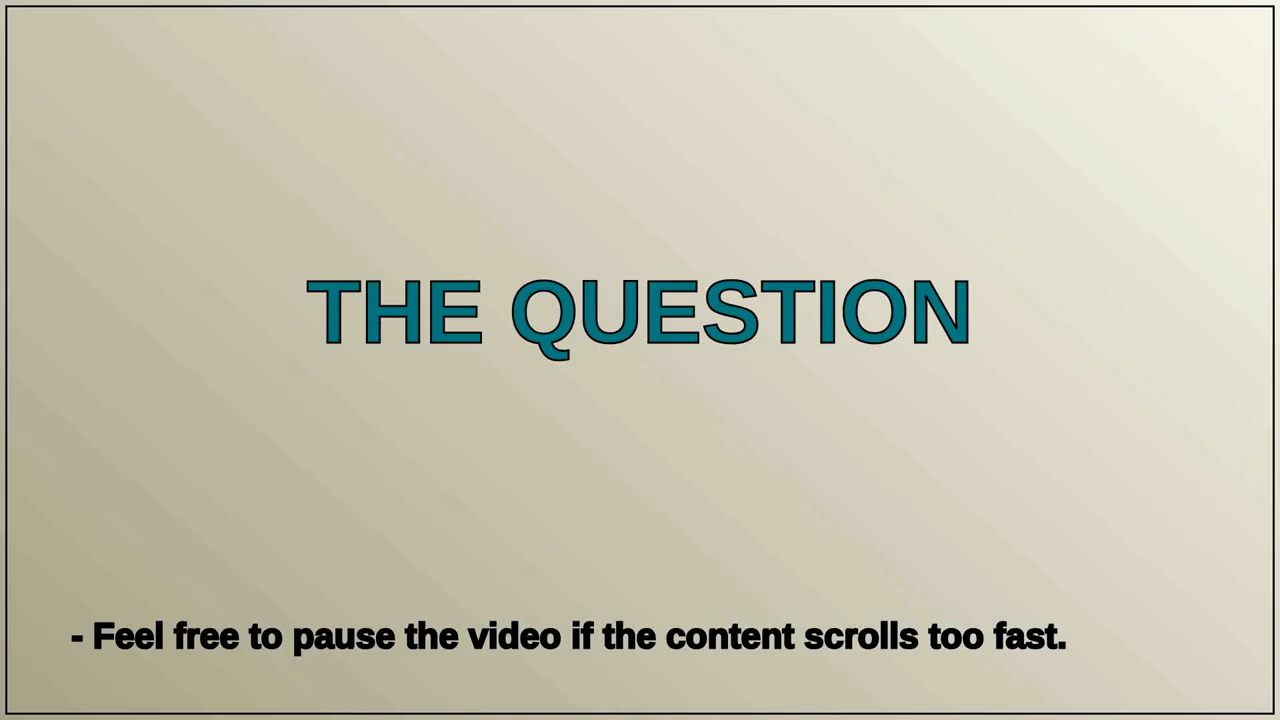 THE QUESTION
- Feel free to pause the video if the content scrolls too fast.